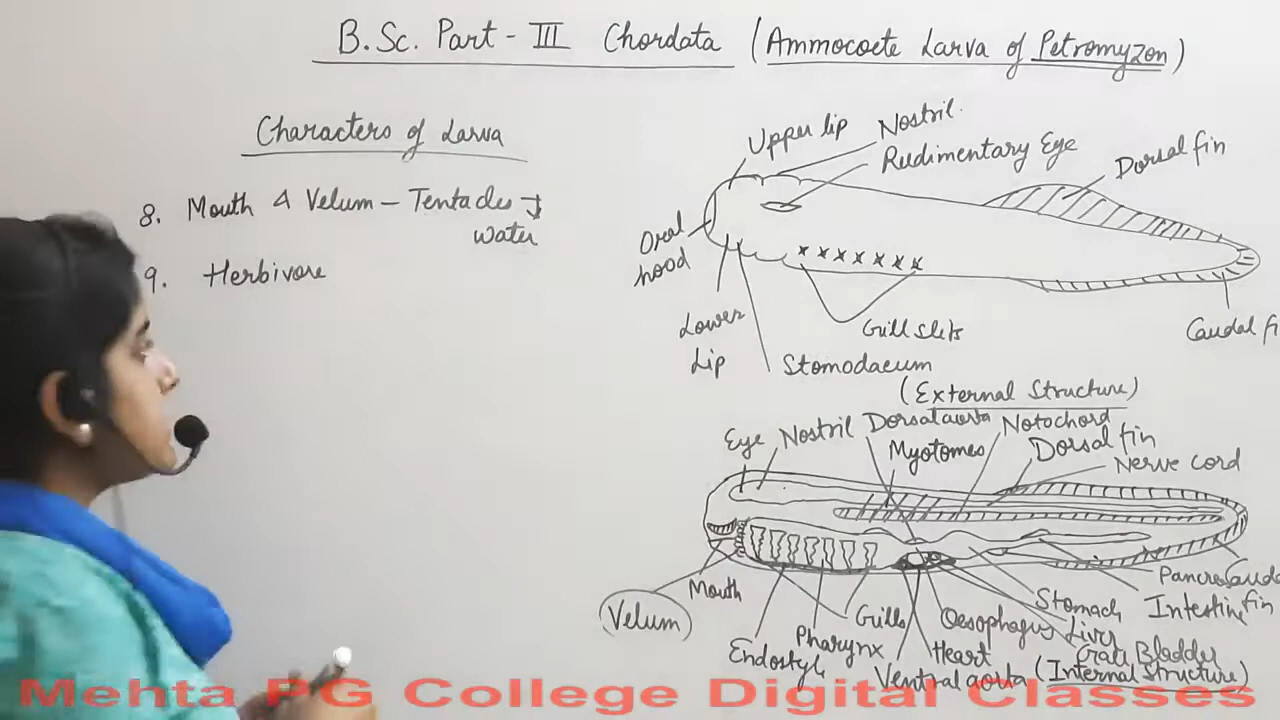 B.Sc. Part - III Chordata (Ammocoete Larva of Petromyzon)
Characters of Larva
8. Mouth & Velum - Tentacles →
water
9. Herbivore
Upper lip
Nostril
Rudimentary Eye
Dorsal fin
Oral
hood
Lower
Lip
Gill slits
Stomodaeum
Caudal fi
(External Structure)
Eye Nostril Dorsal aorta Notochord
Myotomes Dorsal fin
Nerve cord
Mouth
Velum
Endostyle
Pharynx
Gills
Ventral aorta
Heart
Oesophagus
Stomach
Liver
Gall Bladder
Intestine
Caudal
fin
(Internal Structure)
Mehta PG College Digital Classes